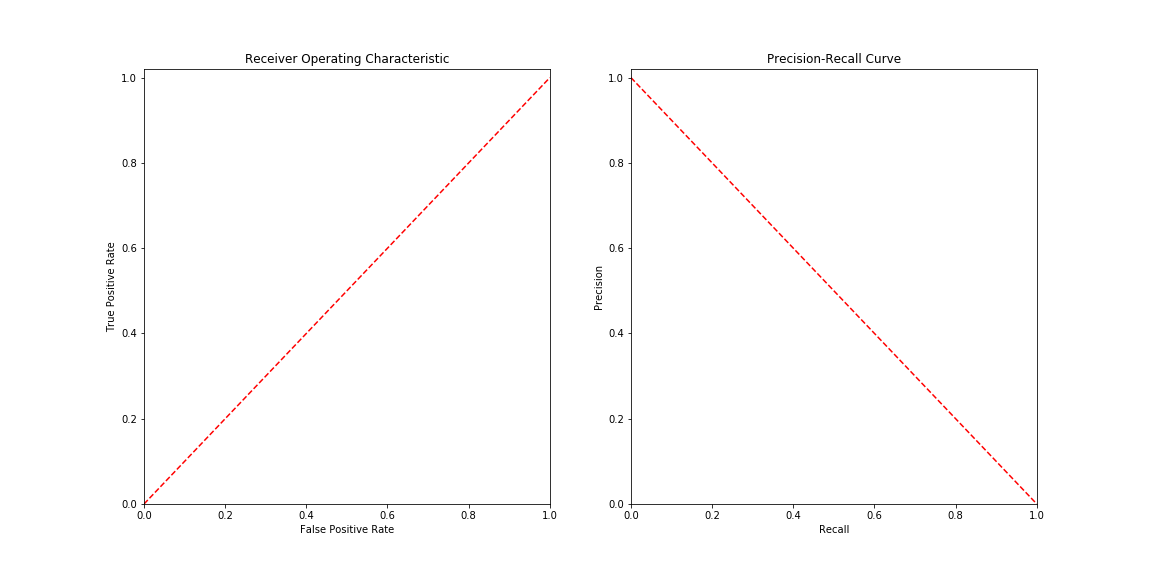 Receiver Operating Characteristic
1.0
0.8
0.6
0.4
0.2
0.0
True Positive Rate
0.0 0.2 0.4 0.6 0.8 1.0
False Positive Rate
Precision-Recall Curve
1.0
0.8
0.6
0.4
0.2
0.0
Precision
0.0 0.2 0.4 0.6 0.8 1.0
Recall